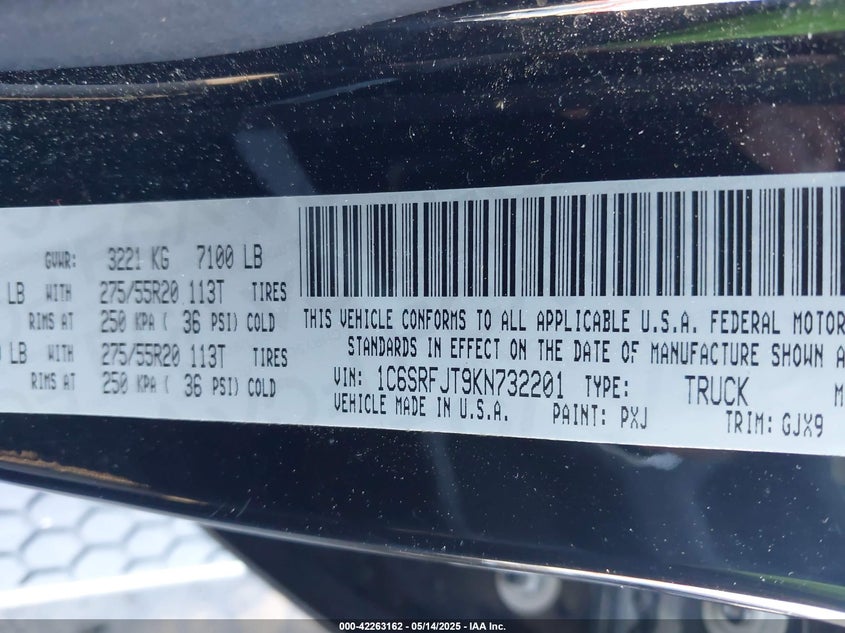 GVWR: 3221 KG 7100 LB
LB WITH 275/55R20 113T TIRES
RIMS AT 250 KPA ( 36 PSI) COLD
LB WITH 275/55R20 113T TIRES
RIMS AT 250 KPA ( 36 PSI) COLD
THIS VEHICLE CONFORMS TO ALL APPLICABLE U.S.A. FEDERAL MOTOR
STANDARDS IN EFFECT ON THE DATE OF MANUFACTURE SHOWN A
VIN: 1C6SRFJT9KN732201 TYPE: TRUCK M
VEHICLE MADE IN U.S.A. PAINT: PXJ TRIM: GJX9
000-42263162 - 05/14/2025 - IAA Inc.